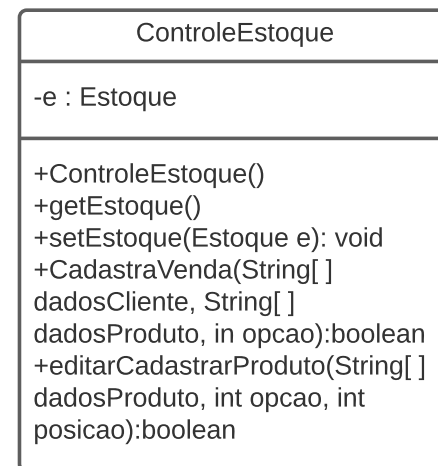 ControleEstoque
-e : Estoque
+ControleEstoque()
+getEstoque()
+setEstoque(Estoque e): void
+CadastraVenda(String[ ]
dadosCliente, String[ ]
dadosProduto, in opcao):boolean
+editarCadastrarProduto(String[ ]
dadosProduto, int opcao, int
posicao):boolean